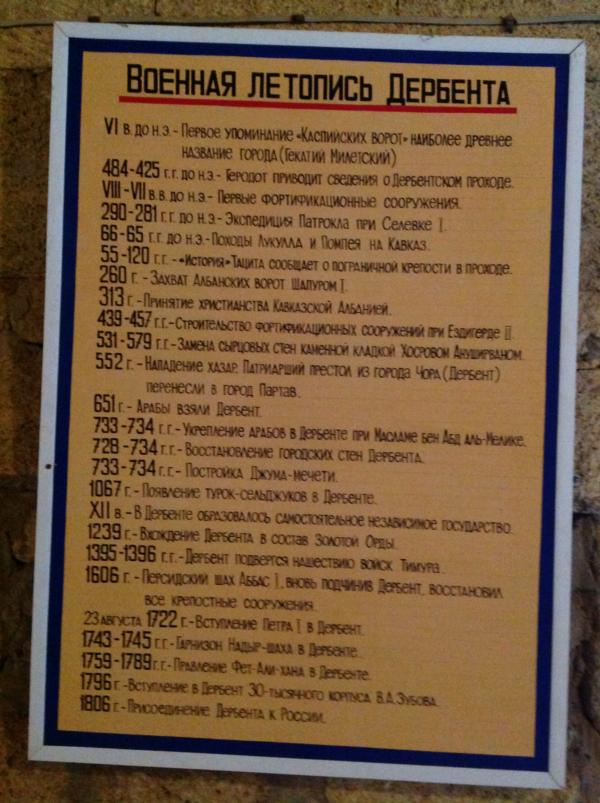 Военная летопись Дербента
VI в. до н.э.- Первое упоминание «Каспийских ворот» наиболее древнее
название города (Гекатий Милетский)
484-425 г.г. до н.э.- Геродот приводит сведения о Дербентском проходе.
VIII-VII в.в. до н.э.- Первые фортификационные сооружения.
290-281 г.г. до н.э.- Экспедиция Патрокла при Селевке I.
66-65 г.г. до н.э.- Походы Лукулла и Помпея на Кавказ.
55-120 г.г. - «История» Тацита сообщает о пограничной крепости в проходе.
260 г. - Захват Албанских ворот Шапуром I.
313 г. - Принятие христианства Кавказской Албанией.
439-457 г.г.- Строительство фортификационных сооружений при Ездигерде II.
531-579 г.г.- Замена сырцовых стен каменной кладкой Хосровом Ануширваном.
552 г. - Нападение хазар. Патриарший престол из города Чора (Дербент)
перенесли в город Партав.
651 г. - Арабы взяли Дербент.
733-734 г.г. - Укрепление арабов в Дербенте при Масламе бен Абд аль-Мелике.
728-734 г.г.- Восстановление городских стен Дербента.
733-734 г.г. - Постройка Джума-мечети.
1067 г. - Появление турок-сельджуков в Дербенте.
XII в. - В Дербенте образовалось самостоятельное независимое государство.
1239 г. - Вхождение Дербента в состав Золотой Орды.
1395-1396 г.г. - Дербент подвергся нашествию войск Тимура.
1606 г. - Персидский шах Аббас I, вновь подчинив Дербент, восстановил
все крепостные сооружения.
23 августа 1722 г. - Вступление Петра I в Дербент.
1743-1745 г.г.- Гарнизон Надыр-шаха в Дербенте.
1759-1789 г.г.- Правление Фет-Али-хана в Дербенте.
1796 г. - Вступление в Дербент 30-тысячного корпуса В.А.Зубова.
1806 г. - Присоединение Дербента к России.